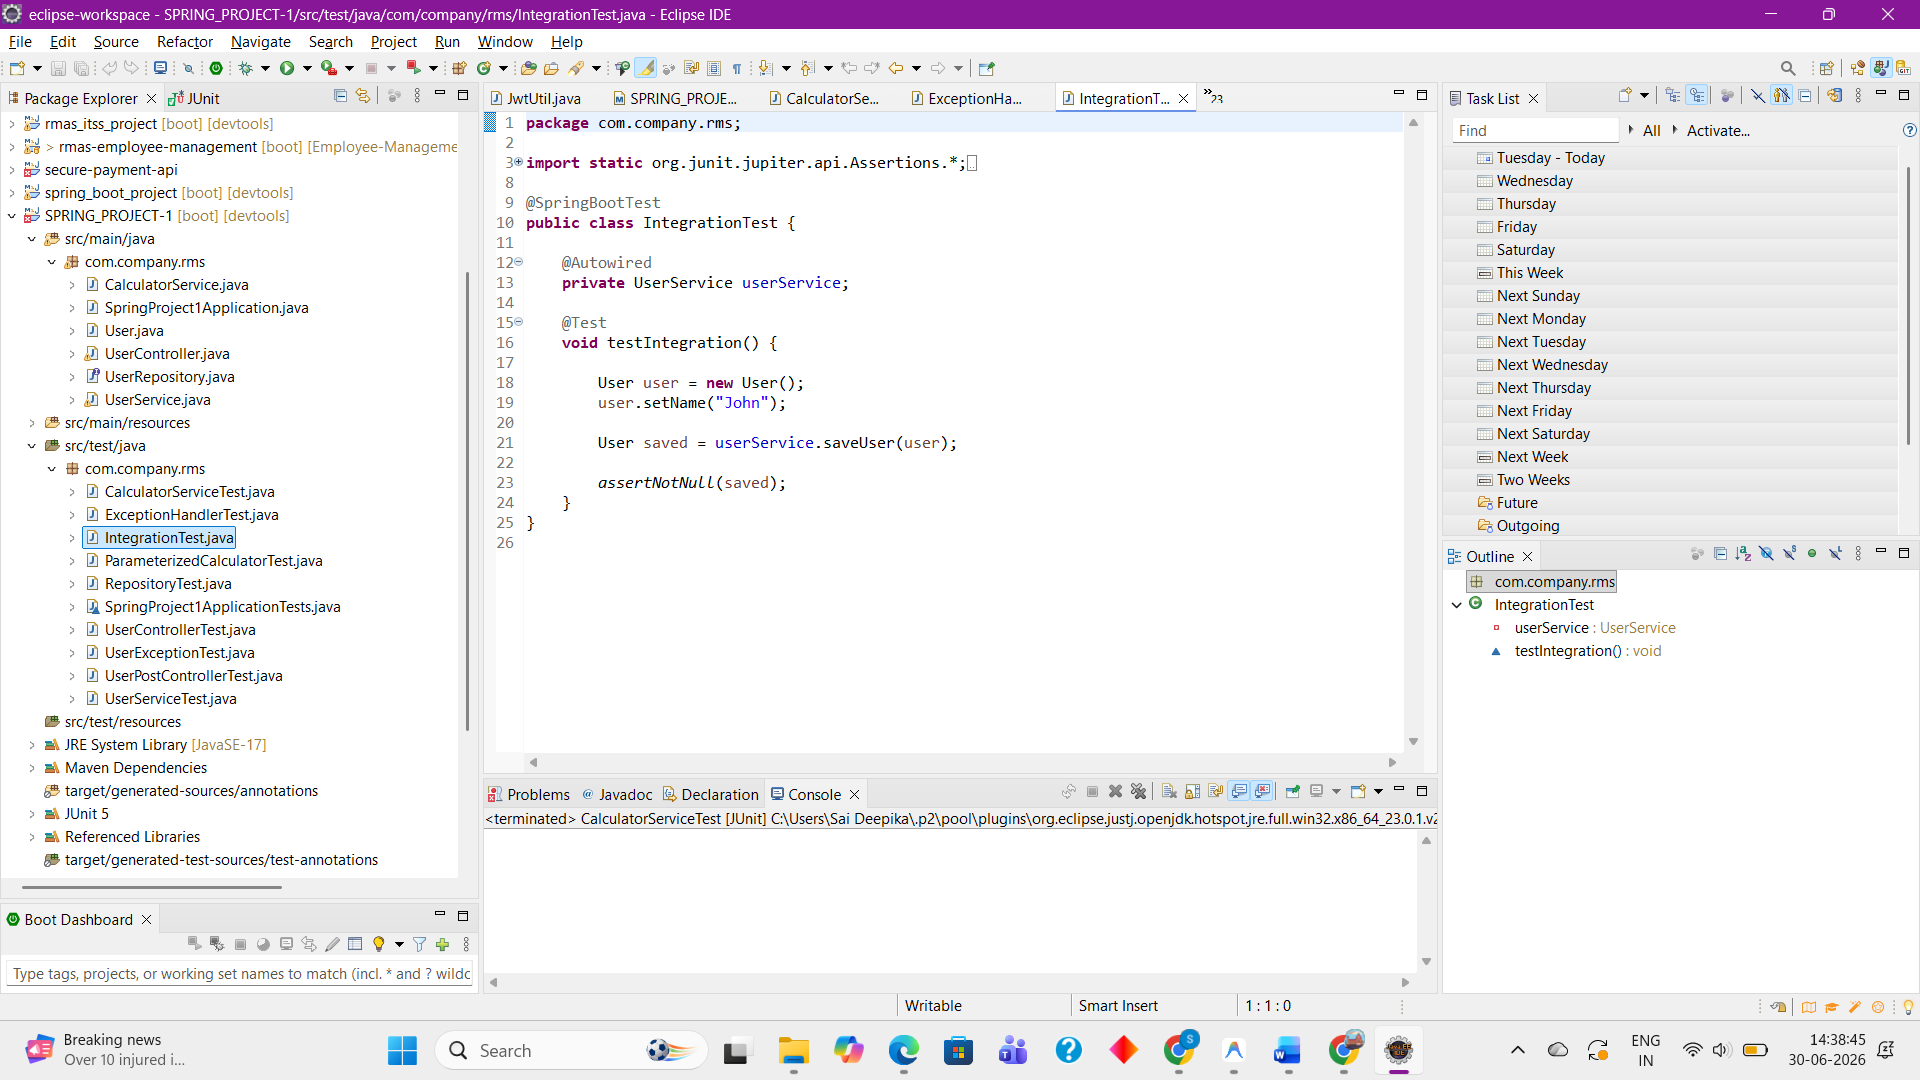 eclipse-workspace - SPRING_PROJECT-1/src/test/java/com/company/rms/IntegrationTest.java - Eclipse IDE
File Edit Source Refactor Navigate Search Project Run Window Help
Package Explorer JUnit
rmas_itss_project [boot] [devtools]
> rmas-employee-management [boot] [Employee-Manageme
secure-payment-api
spring_boot_project [boot] [devtools]
SPRING_PROJECT-1 [boot] [devtools]
src/main/java
com.company.rms
CalculatorService.java
SpringProject1Application.java
User.java
UserController.java
UserRepository.java
UserService.java
src/main/resources
src/test/java
com.company.rms
CalculatorServiceTest.java
ExceptionHandlerTest.java
IntegrationTest.java
ParameterizedCalculatorTest.java
RepositoryTest.java
SpringProject1ApplicationTests.java
UserControllerTest.java
UserExceptionTest.java
UserPostControllerTest.java
UserServiceTest.java
src/test/resources
JRE System Library [JavaSE-17]
Maven Dependencies
target/generated-sources/annotations
JUnit 5
Referenced Libraries
target/generated-test-sources/test-annotations
Boot Dashboard
Type tags, projects, or working set names to match (incl. * and ? wildc
JwtUtil.java SPRING_PROJE... CalculatorSe... ExceptionHa... IntegrationT... »23
1 package com.company.rms;
2
3 import static org.junit.jupiter.api.Assertions.*;
8
9 @SpringBootTest
10 public class IntegrationTest {
11
12 @Autowired
13 private UserService userService;
14
15 @Test
16 void testIntegration() {
17
18 User user = new User();
19 user.setName("John");
20
21 User saved = userService.saveUser(user);
22
23 assertNotNull(saved);
24 }
25 }
26
Problems Javadoc Declaration Console
<terminated> CalculatorServiceTest [JUnit] C:\Users\Sai Deepika\.p2\pool\plugins\org.eclipse.justj.openjdk.hotspot.jre.full.win32.x86_64_23.0.1.v2
Writable Smart Insert 1 : 1 : 0
Task List
Find All Activate...
Tuesday - Today
Wednesday
Thursday
Friday
Saturday
This Week
Next Sunday
Next Monday
Next Tuesday
Next Wednesday
Next Thursday
Next Friday
Next Saturday
Next Week
Two Weeks
Future
Outgoing
Outline
com.company.rms
IntegrationTest
userService : UserService
testIntegration() : void
Breaking news
Over 10 injured i...
Search
ENG
IN
14:38:45
30-06-2026